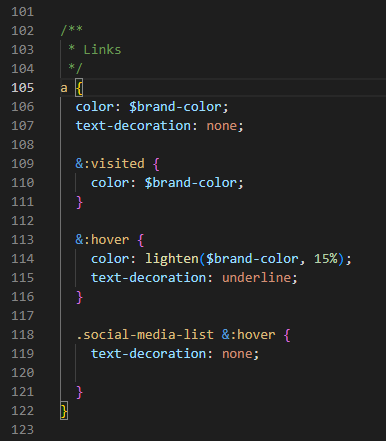 101
102 /**
103  * Links
104  */
105 a {
106   color: $brand-color;
107   text-decoration: none;
108
109   &:visited {
110     color: $brand-color;
111   }
112
113   &:hover {
114     color: lighten($brand-color, 15%);
115     text-decoration: underline;
116   }
117
118   .social-media-list &:hover {
119     text-decoration: none;
120
121   }
122 }
123